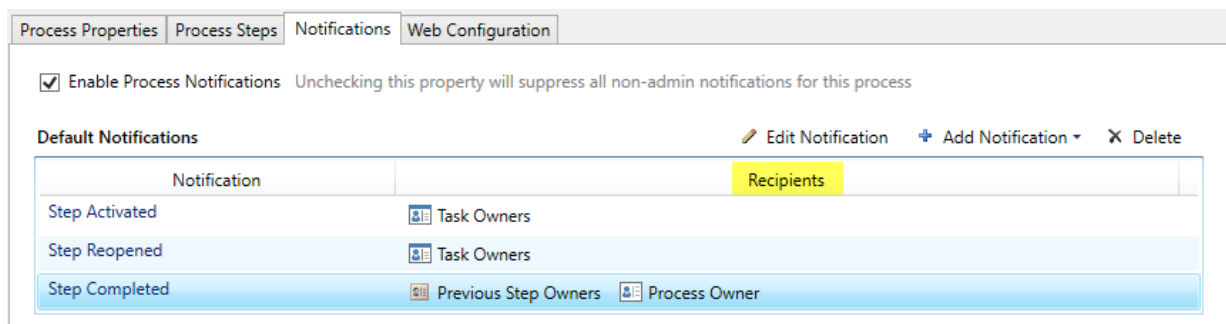 Process Properties Process Steps Notifications Web Configuration
Enable Process Notifications Unchecking this property will suppress all non-admin notifications for this process
Default Notifications Edit Notification Add Notification Delete
Notification Recipients
Step Activated Task Owners
Step Reopened Task Owners
Step Completed Previous Step Owners Process Owner